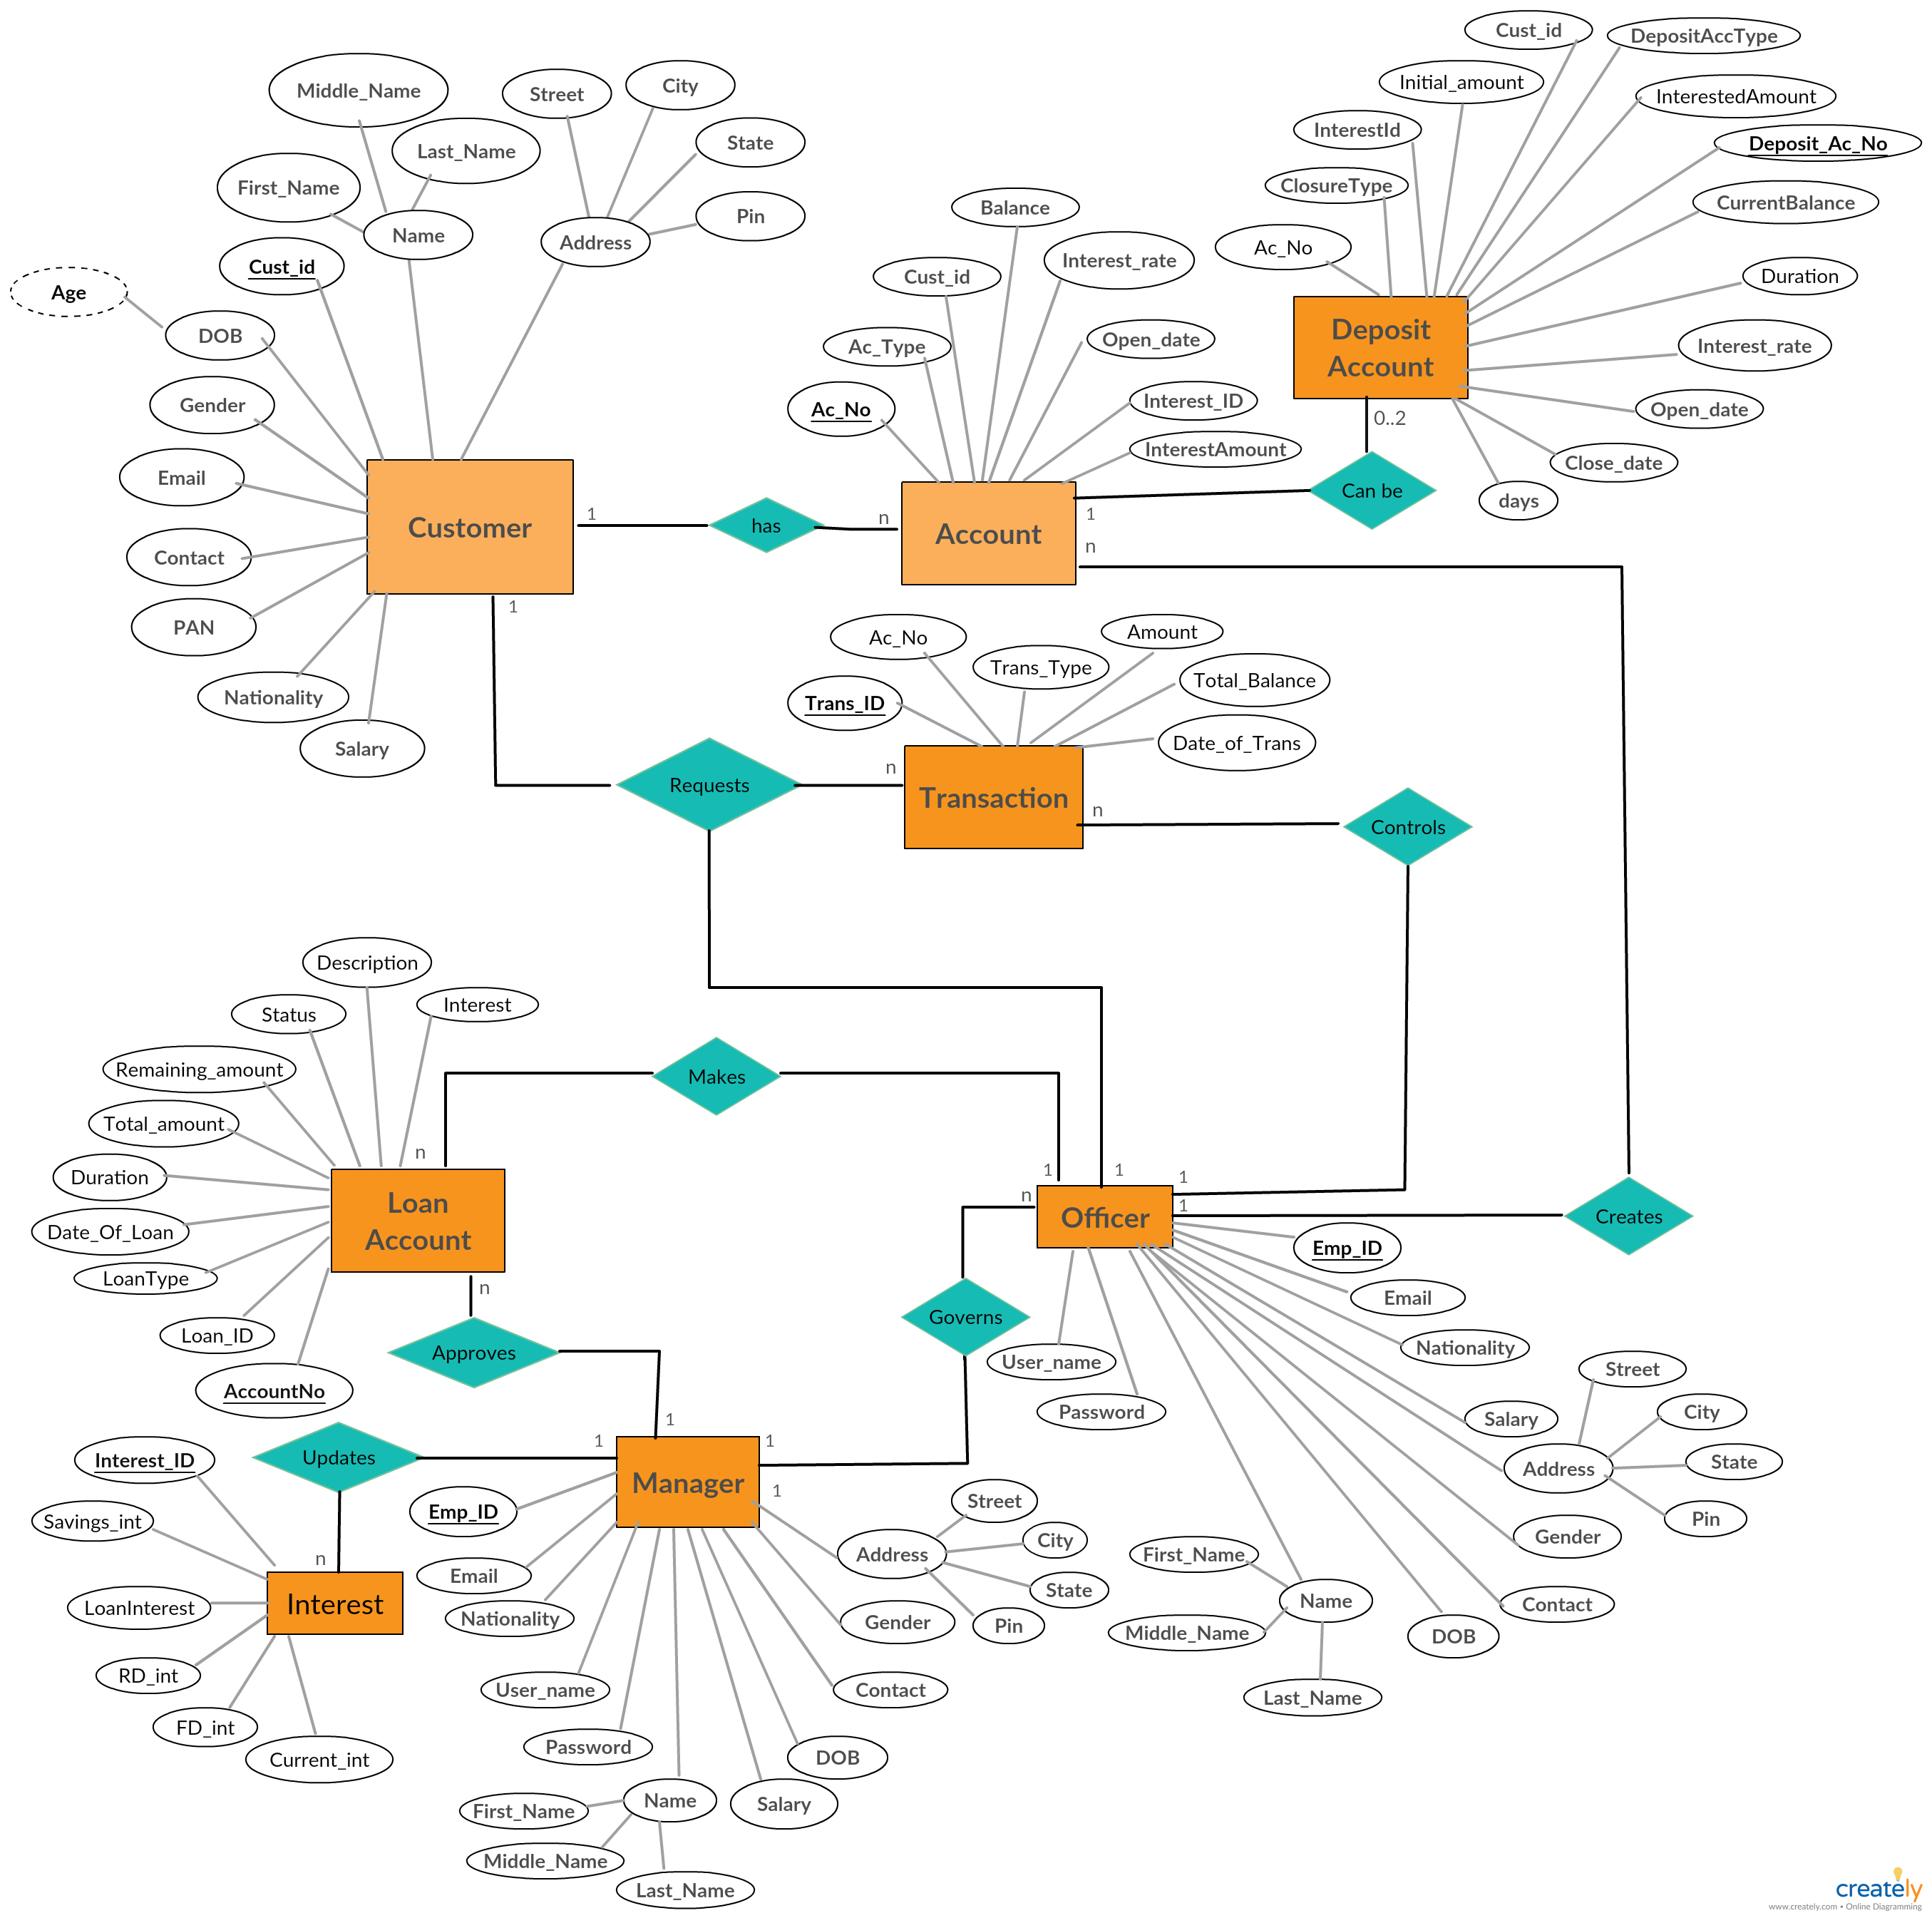 Cust_id
DepositAccType
Initial_amount
InterestedAmount
InterestId
Deposit_Ac_No
ClosureType
CurrentBalance
Ac_No
Duration
Interest_rate
Open_date
Close_date
days
Deposit
Account
0..2
Can be
Middle_Name
Last_Name
First_Name
Name
Street
City
State
Pin
Address
Cust_id
Age
DOB
Gender
Email
Contact
PAN
Nationality
Salary
Customer
1
has
n
1
Balance
Cust_id
Interest_rate
Ac_Type
Open_date
Ac_No
Interest_ID
InterestAmount
Account
1
n
Ac_No
Amount
Trans_Type
Total_Balance
Trans_ID
Date_of_Trans
Requests
n
Transaction
n
Controls
Description
Status
Interest
Remaining_amount
Total_amount
Duration
Date_Of_Loan
LoanType
Loan_ID
AccountNo
n
Loan
Account
n
Makes
1
1
1
n
1
Officer
Creates
Emp_ID
Email
Nationality
Street
City
Salary
Address
State
Pin
Gender
Contact
DOB
First_Name
Name
Middle_Name
Last_Name
User_name
Password
Governs
Approves
1
Updates
1
1
1
Manager
Interest_ID
Savings_int
n
LoanInterest
Interest
RD_int
FD_int
Current_int
Emp_ID
Email
Nationality
User_name
Password
First_Name
Name
Middle_Name
Last_Name
Salary
DOB
Contact
Gender
Address
Street
City
State
Pin
creately
www.creately.com • Online Diagramming